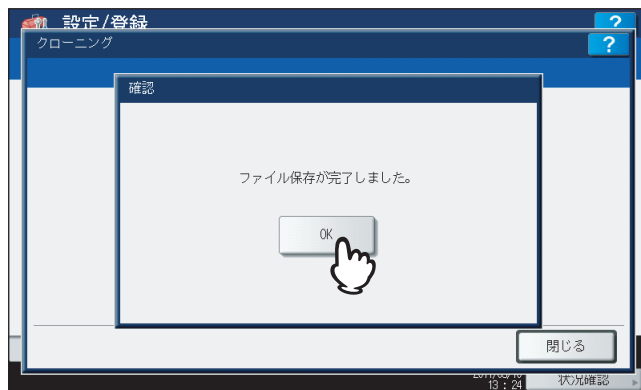 設定/登録
?
クローニング
?
確認
ファイル保存が完了しました。
OK
閉じる
13 : 24
状況確認